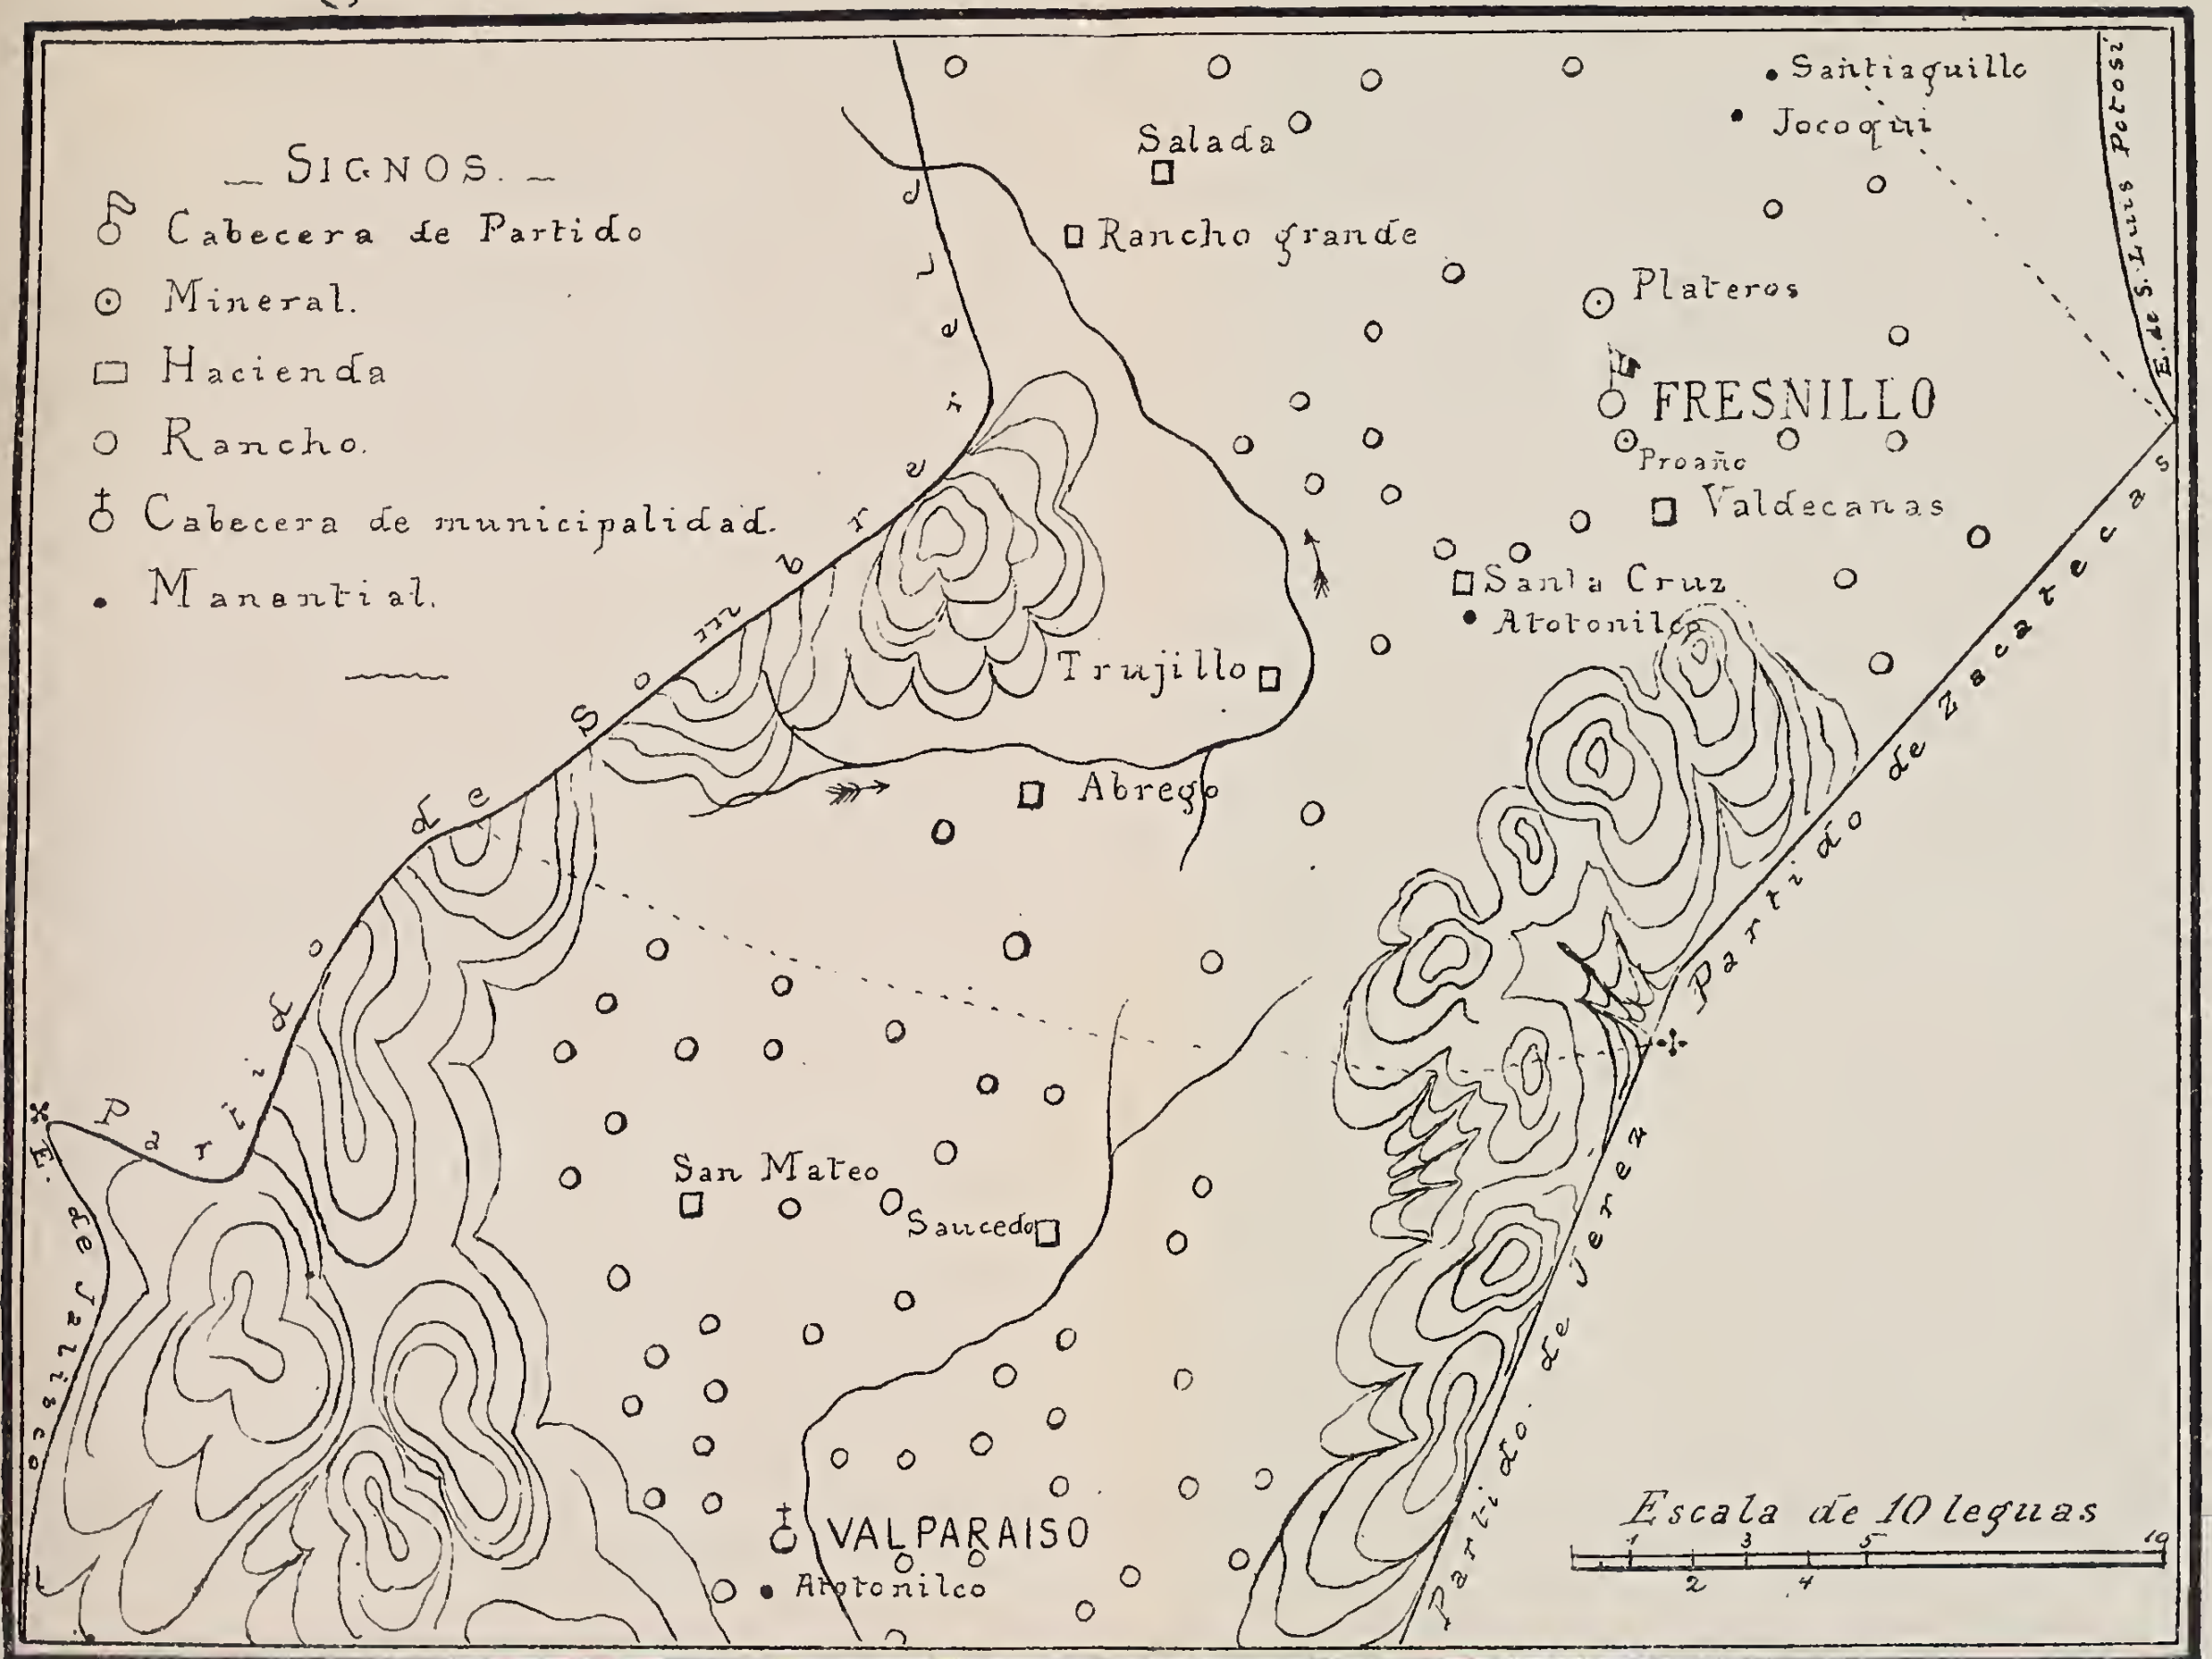 SIGNOS.
Cabecera de Partido
Mineral.
Hacienda
Rancho.
Cabecera de municipalidad.
Manantial.
Santiaguillo
Jocoqui
Salada
Rancho grande
Plateros
FRESNILLO
Proaño
Valdecanas
Santa Cruz
Atotonilco
Trujillo
Abrego
San Mateo
Saucedo
VALPARAISO
Atotonilco
E. de S. Luis Potosi
Partido de Zacatecas
Partido de Jerez
Partido de Sombrerete
E. de Jalisco
Escala de 10 leguas
1 3 5 10
2 4